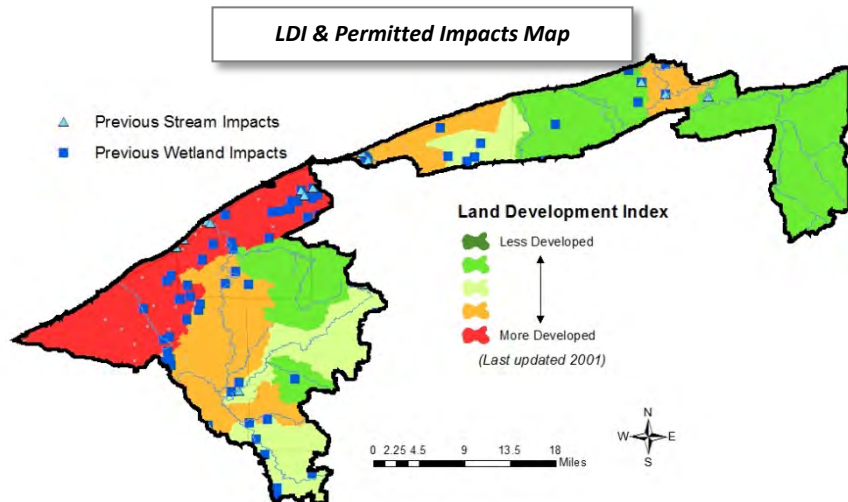 LDI & Permitted Impacts Map
Previous Stream Impacts
Previous Wetland Impacts
Land Development Index
Less Developed
More Developed
(Last updated 2001)
N
W E
S
0 2.25 4.5 9 13.5 18
Miles